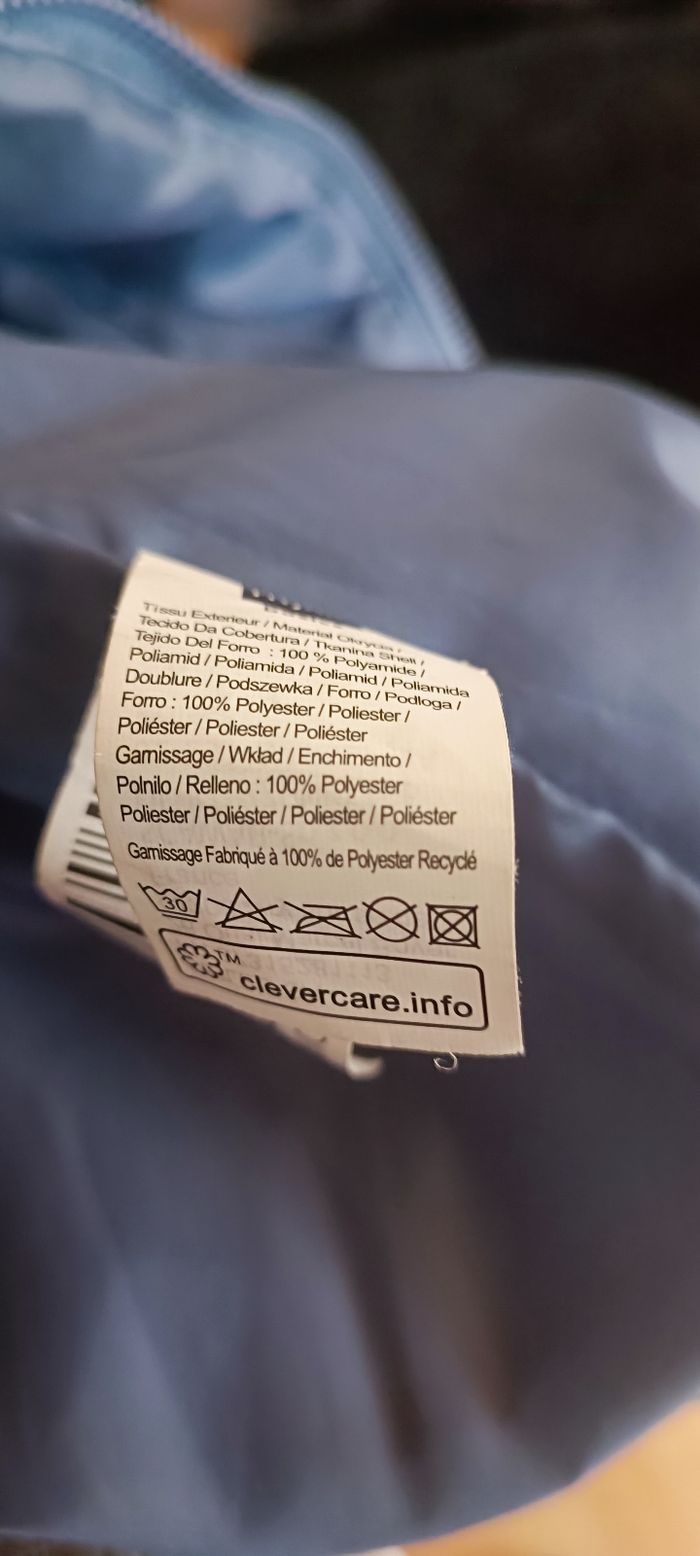 Tissu Exterieur / Material Okrycia /
Tecido Da Cobertura / Tkanina Shell /
Tejido Del Forro : 100 % Polyamide /
Poliamid / Poliamida / Poliamid / Poliamida
Doublure / Podszewka / Forro / Podloga /
Forro : 100% Polyester / Poliester /
Poliéster / Poliester / Poliéster
Garnissage / Wkład / Enchimento /
Polnilo / Relleno : 100% Polyester
Poliester / Poliéster / Poliester / Poliéster
Garnissage Fabriqué à 100% de Polyester Recyclé
30
TM
clevercare.info